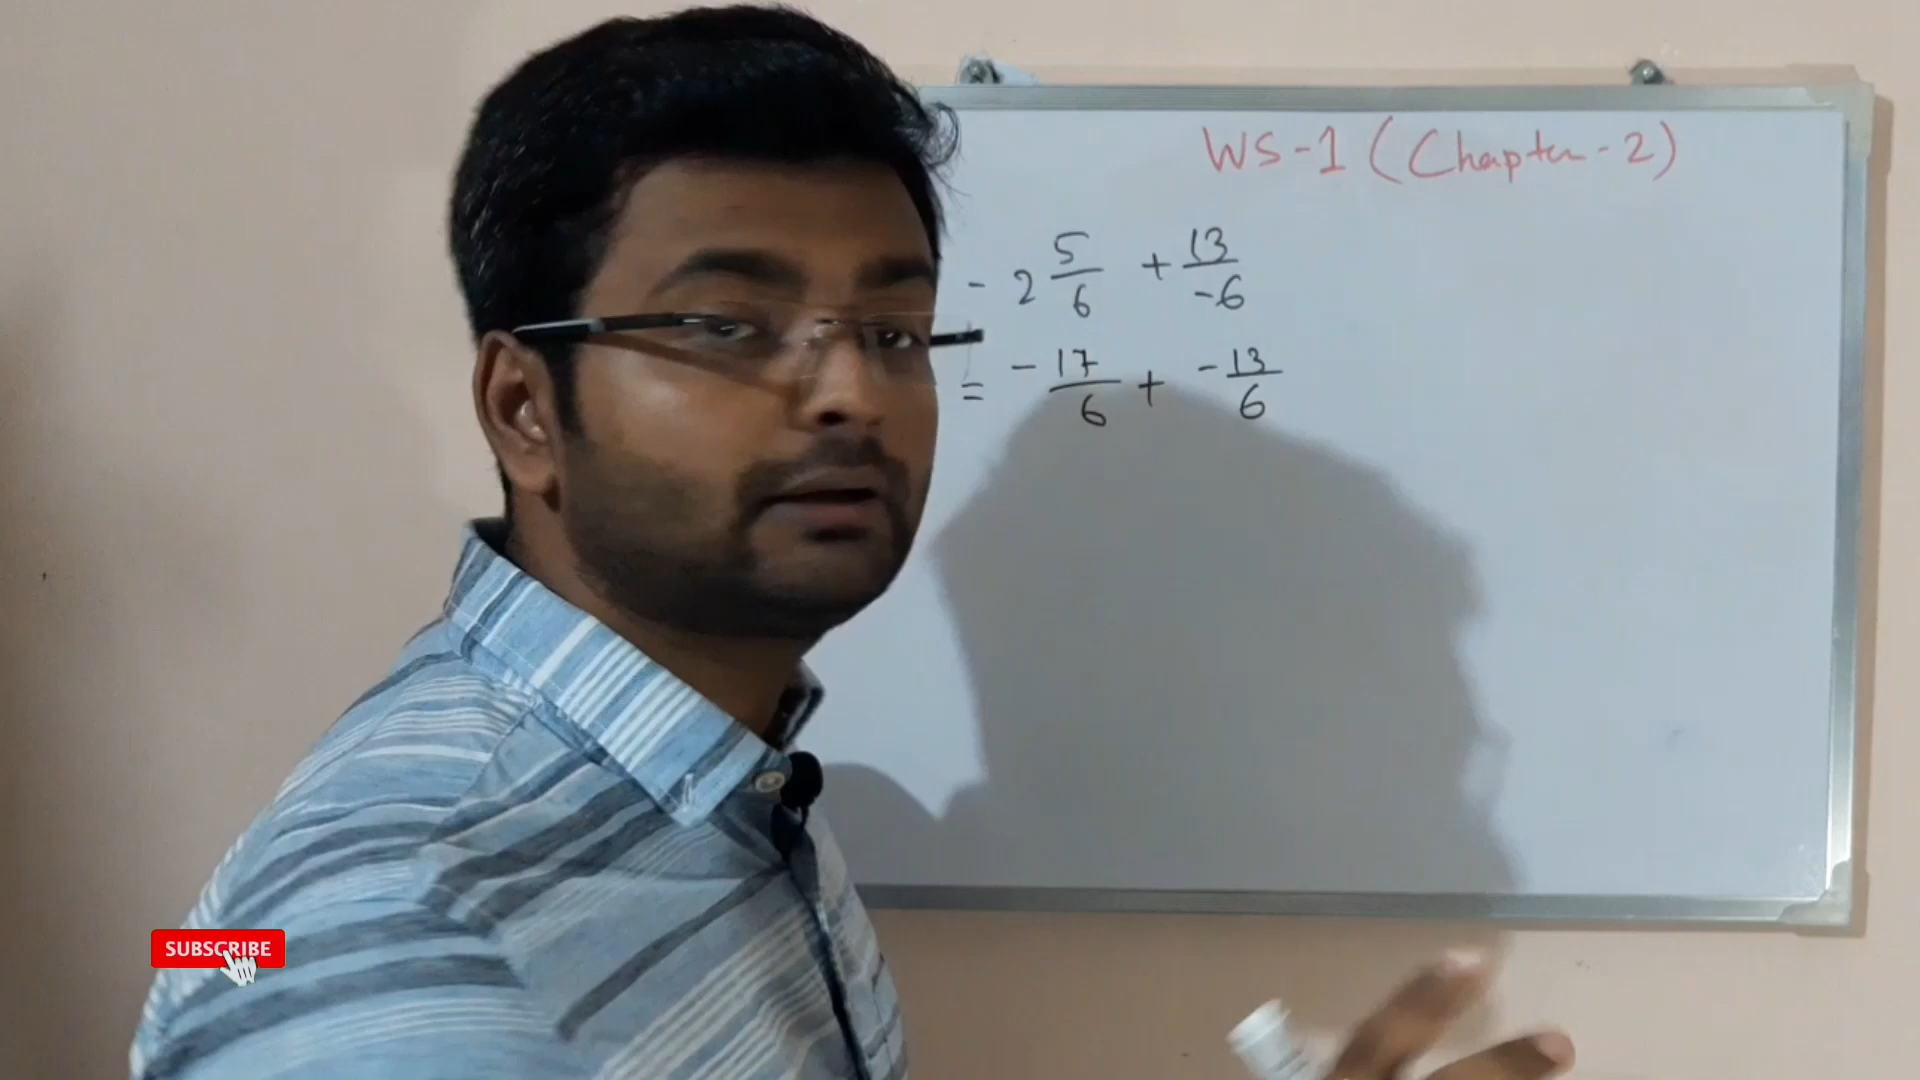 WS-1 (Chapter-2)
- 2 5/6 + 13/-6
= -17/6 + -13/6
SUBSCRIBE